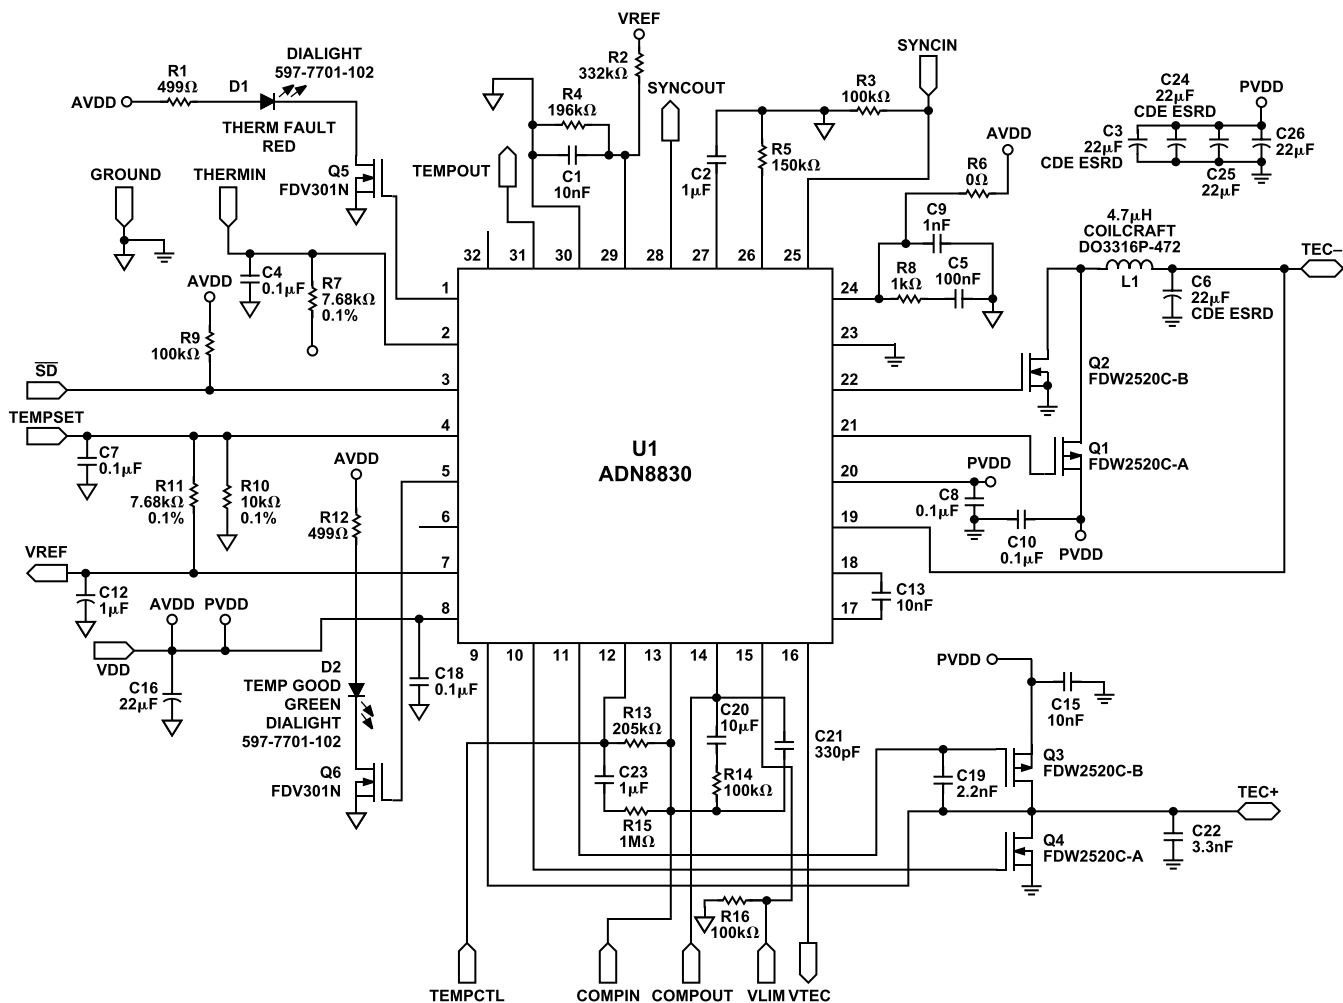 VREF
R2
332kΩ
DIALIGHT
597-7701-102
R1
499Ω
D1
AVDD
THERM FAULT
RED
R4
196kΩ
SYNCOUT
SYNCIN
R3
100kΩ
C24
22µF
CDE ESRD
PVDD
C3
22µF
CDE ESRD
C26
22µF
C25
22µF
AVDD
R6
0Ω
R5
150kΩ
C2
1µF
TEMPOUT
C1
10nF
Q5
FDV301N
GROUND
THERMIN
C9
1nF
4.7µH
COILCRAFT
DO3316P-472
TEC–
L1
C6
22µF
CDE ESRD
R8
1kΩ
C5
100nF
32
31
30
29
28
27
26
25
AVDD
C4
0.1µF
R7
7.68kΩ
0.1%
R9
100kΩ
SD
TEMPSET
C7
0.1µF
R11
7.68kΩ
0.1%
R10
10kΩ
0.1%
AVDD
R12
499Ω
VREF
C12
1µF
AVDD
PVDD
VDD
C16
22µF
1
2
3
4
5
6
7
8
U1
ADN8830
24
23
22
21
20
19
18
17
Q2
FDW2520C-B
Q1
FDW2520C-A
PVDD
C8
0.1µF
C10
0.1µF
PVDD
C13
10nF
9
10
11
12
13
14
15
16
D2
TEMP GOOD
GREEN
DIALIGHT
597-7701-102
C18
0.1µF
Q6
FDV301N
R13
205kΩ
C23
1µF
R15
1MΩ
C20
10µF
R14
100kΩ
C21
330pF
PVDD
C15
10nF
Q3
FDW2520C-B
C19
2.2nF
TEC+
Q4
FDW2520C-A
C22
3.3nF
R16
100kΩ
TEMPCTL
COMPIN
COMPOUT
VLIM
VTEC